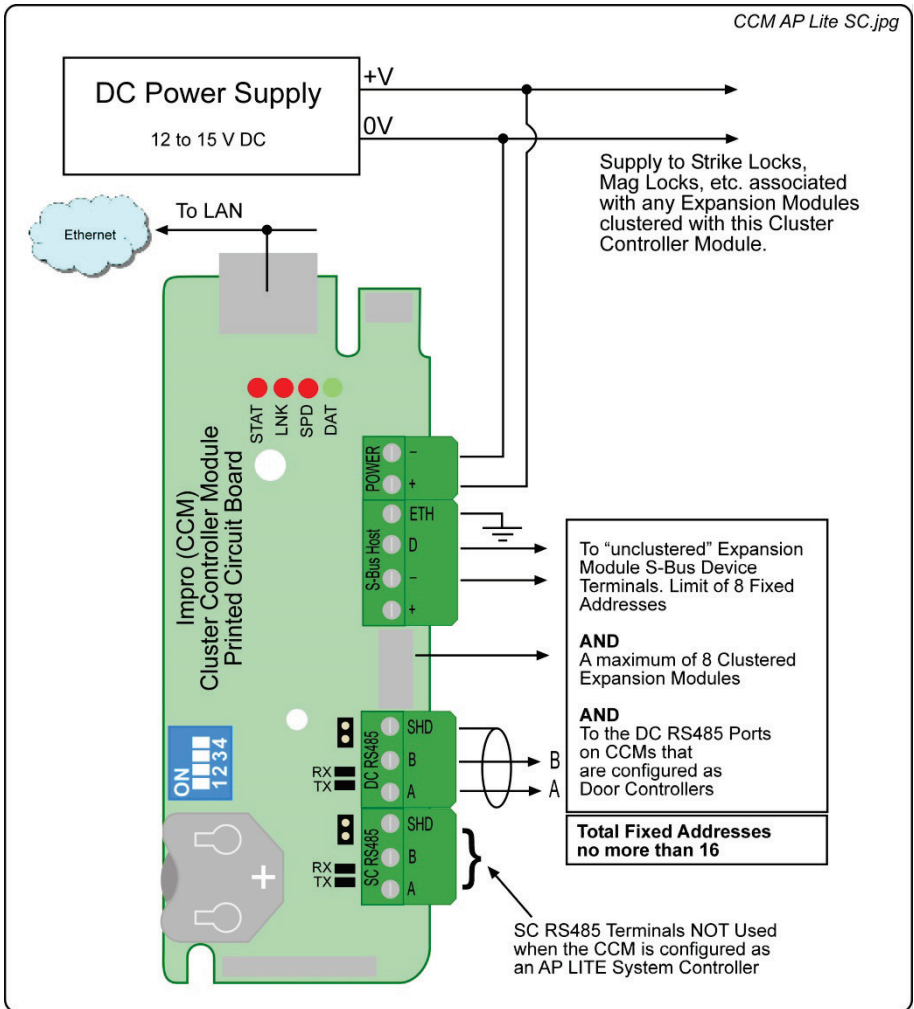 CCM AP Lite SC.jpg
DC Power Supply
12 to 15 V DC
+V
0V
Supply to Strike Locks,
Mag Locks, etc. associated
with any Expansion Modules
clustered with this Cluster
Controller Module.
To LAN
Ethernet
STAT
LNK
SPD
DAT
Impro (CCM)
Cluster Controller Module
Printed Circuit Board
POWER
–
+
S-Bus Host
ETH
D
–
+
To “unclustered” Expansion
Module S-Bus Device
Terminals. Limit of 8 Fixed
Addresses
AND
A maximum of 8 Clustered
Expansion Modules
AND
To the DC RS485 Ports
on CCMs that
are configured as
Door Controllers
Total Fixed Addresses
no more than 16
ON
1 2 3 4
RX
TX
DC RS485
SHD
B
A
B
A
+
RX
TX
SC RS485
SHD
B
A
SC RS485 Terminals NOT Used
when the CCM is configured as
an AP LITE System Controller